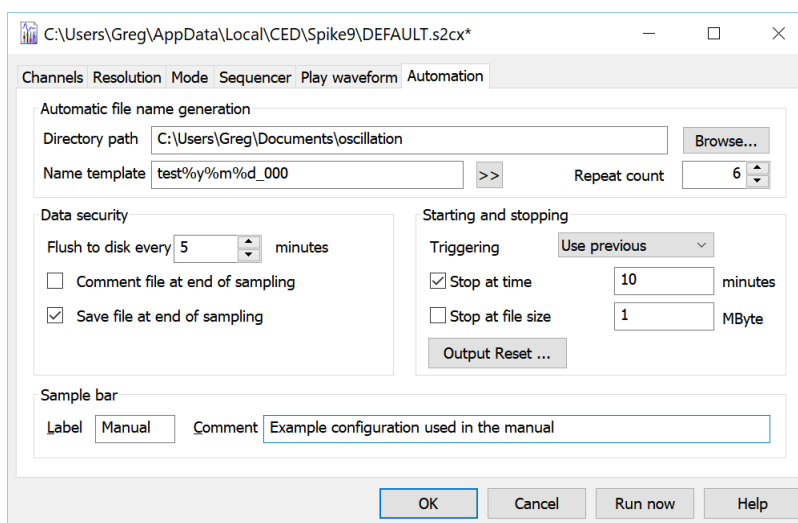 C:\Users\Greg\AppData\Local\CED\Spike9\DEFAULT.s2cx*
Channels Resolution Mode Sequencer Play waveform Automation
Automatic file name generation
Directory path C:\Users\Greg\Documents\oscillation Browse...
Name template test%y%m%d_000 >> Repeat count 6
Data security Starting and stopping
Flush to disk every 5 minutes Triggering Use previous
Comment file at end of sampling Stop at time 10 minutes
Save file at end of sampling Stop at file size 1 MByte
Output Reset ...
Sample bar
Label Manual Comment Example configuration used in the manual
OK Cancel Run now Help